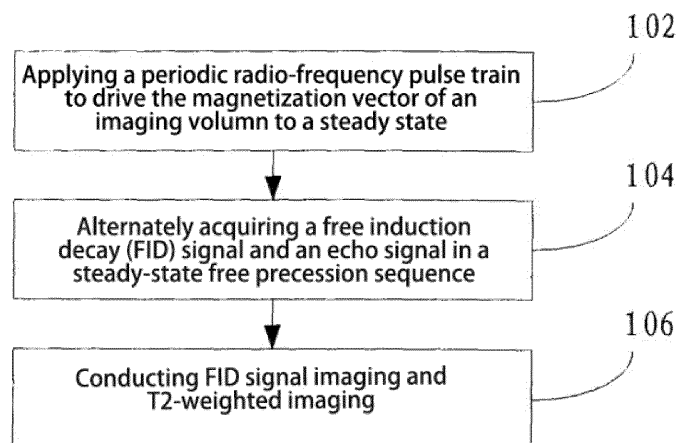 102
Applying a periodic radio-frequency pulse train
to drive the magnetization vector of an
imaging volumn to a steady state
104
Alternately acquiring a free induction
decay (FID) signal and an echo signal in a
steady-state free precession sequence
106
Conducting FID signal imaging and
T2-weighted imaging